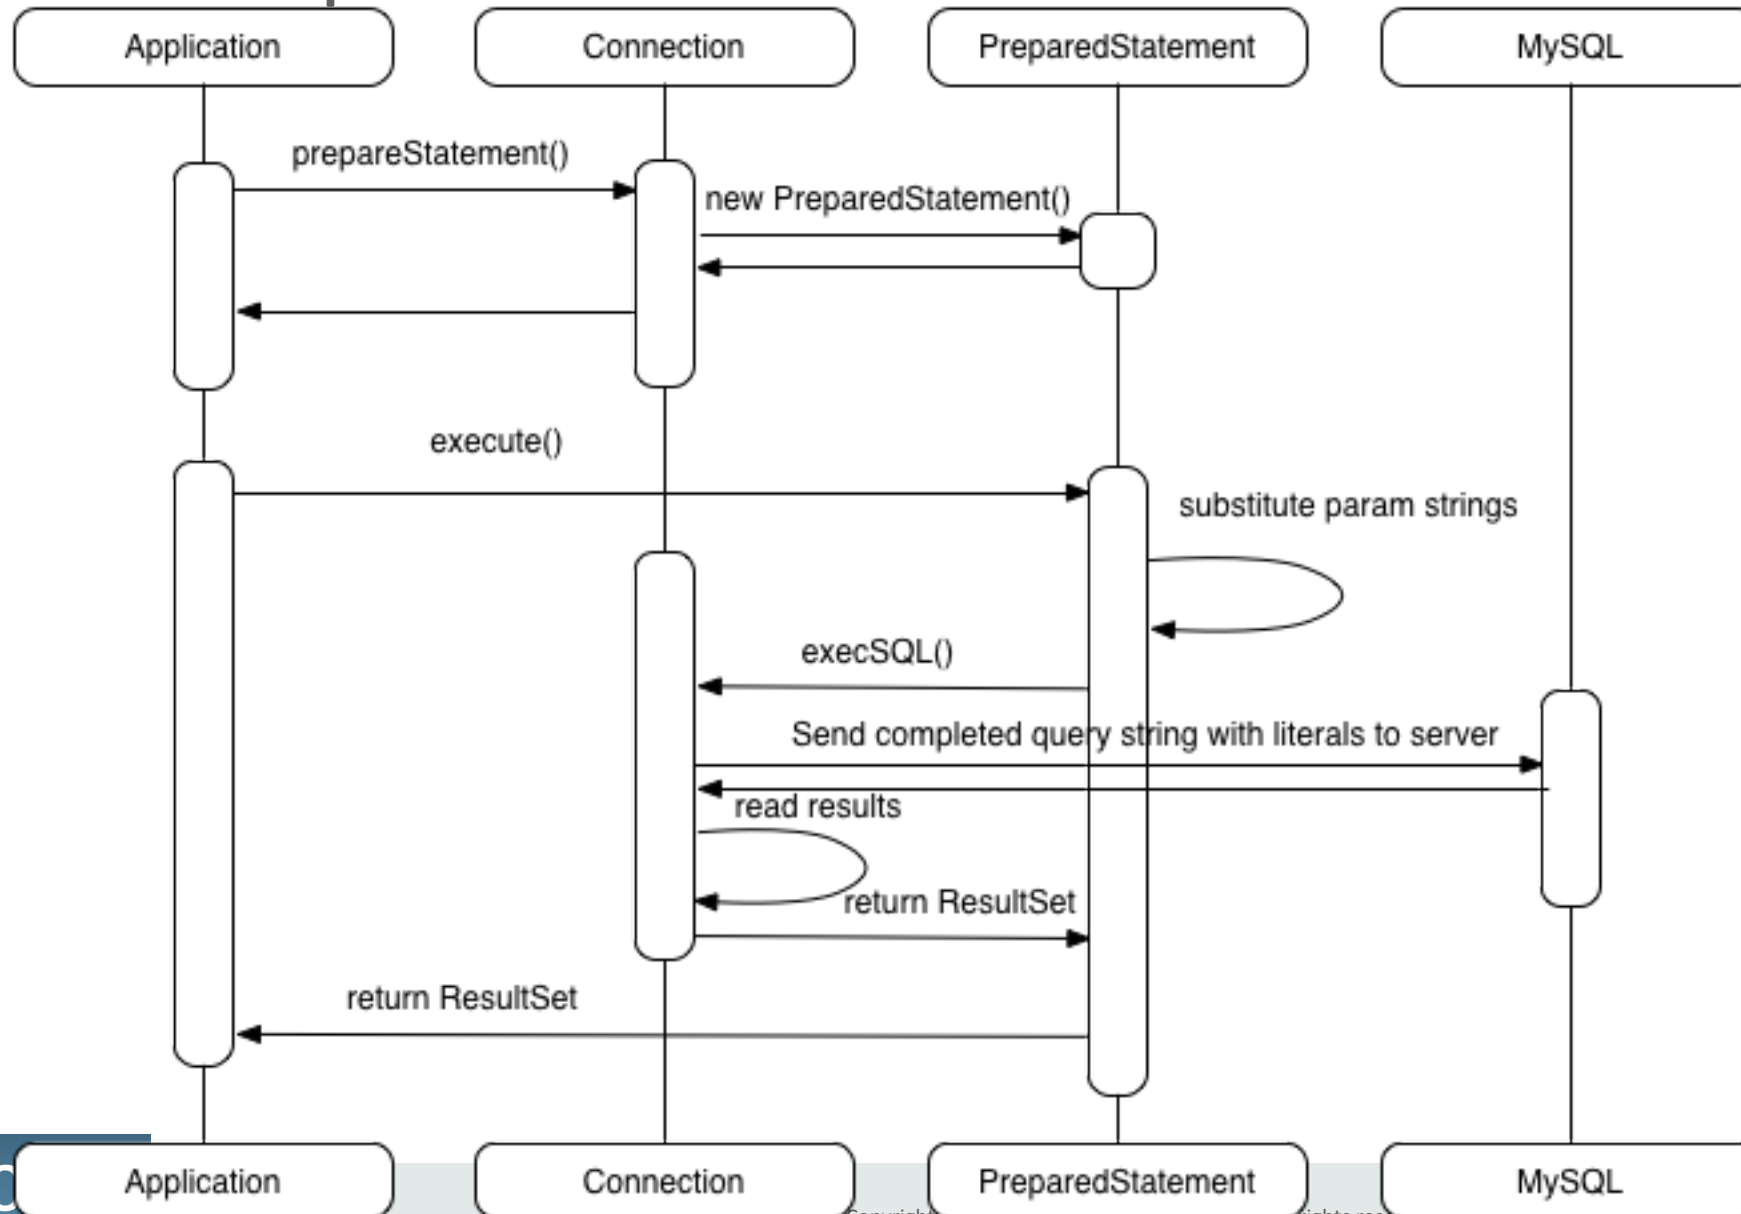 Application
Connection
PreparedStatement
MySQL
prepareStatement()
new PreparedStatement()
execute()
substitute param strings
execSQL()
Send completed query string with literals to server
read results
return ResultSet
return ResultSet
Application
Connection
PreparedStatement
MySQL